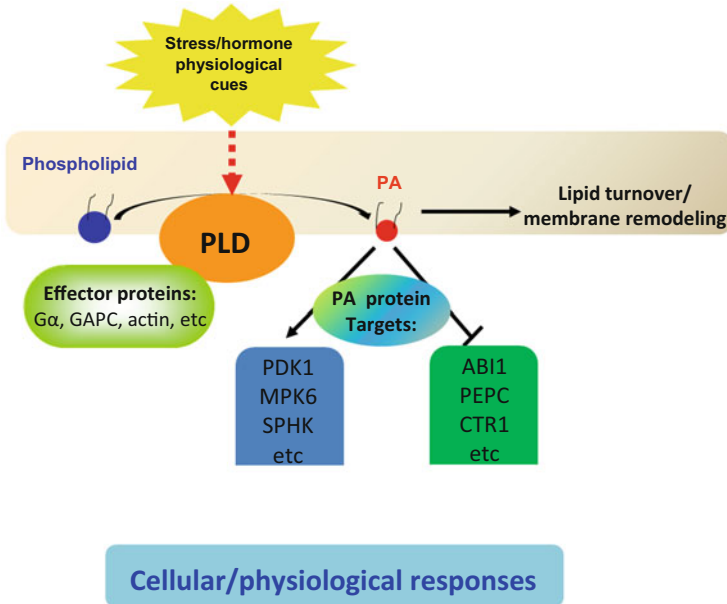 Stress/hormone
physiological
cues
Phospholipid
PA
Lipid turnover/
membrane remodeling
PLD
Effector proteins:
Gα, GAPC, actin, etc
PA protein
Targets:
PDK1
MPK6
SPHK
etc
ABI1
PEPC
CTR1
etc
Cellular/physiological responses